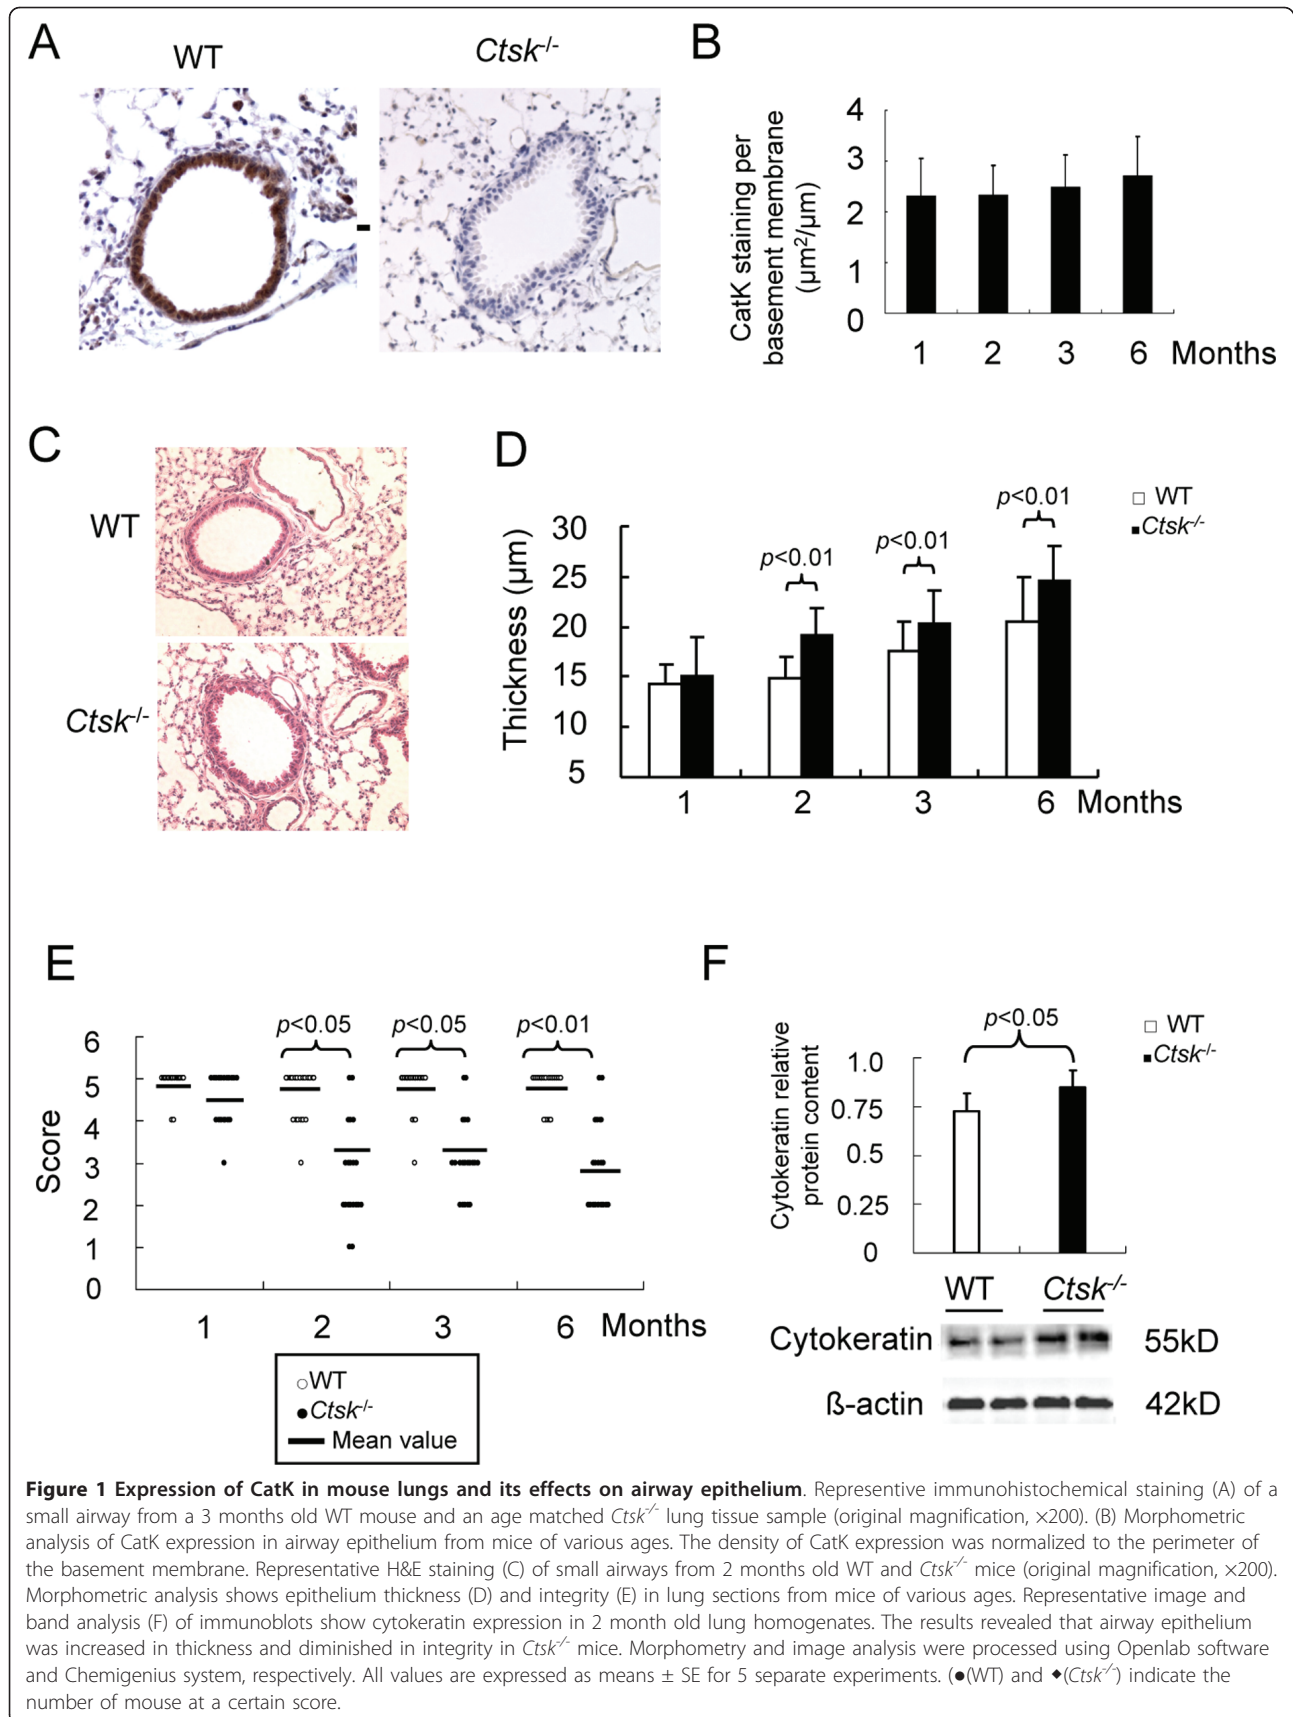 A
WT
Ctsk-/-
B
CatK staining per
basement membrane
(µm²/µm)
4
3
2
1
0
1 2 3 6 Months
C
WT
Ctsk-/-
D
Thickness (µm)
30
25
20
15
10
5
p<0.01
p<0.01
p<0.01
WT
Ctsk-/-
1 2 3 6 Months
E
Score
6
5
4
3
2
1
0
p<0.05
p<0.05
p<0.01
1 2 3 6 Months
WT
Ctsk-/-
Mean value
F
Cytokeratin relative
protein content
1.0
0.75
0.5
0.25
0
p<0.05
WT
Ctsk-/-
WT Ctsk-/-
Cytokeratin 55kD
ß-actin 42kD
Figure 1 Expression of CatK in mouse lungs and its effects on airway epithelium. Representive immunohistochemical staining (A) of a
small airway from a 3 months old WT mouse and an age matched Ctsk-/- lung tissue sample (original magnification, ×200). (B) Morphometric
analysis of CatK expression in airway epithelium from mice of various ages. The density of CatK expression was normalized to the perimeter of
the basement membrane. Representative H&E staining (C) of small airways from 2 months old WT and Ctsk-/- mice (original magnification, ×200).
Morphometric analysis shows epithelium thickness (D) and integrity (E) in lung sections from mice of various ages. Representative image and
band analysis (F) of immunoblots show cytokeratin expression in 2 month old lung homogenates. The results revealed that airway epithelium
was increased in thickness and diminished in integrity in Ctsk-/- mice. Morphometry and image analysis were processed using Openlab software
and Chemigenius system, respectively. All values are expressed as means ± SE for 5 separate experiments. (●(WT) and ◆(Ctsk-/-) indicate the
number of mouse at a certain score.